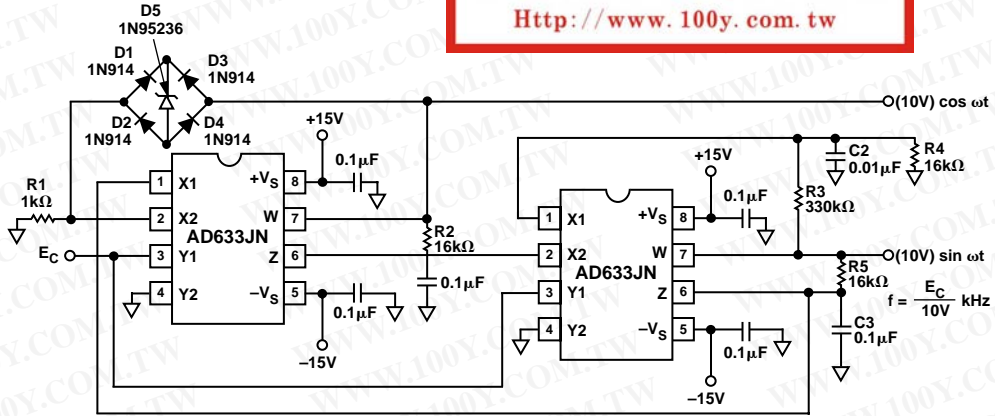 Http://www.100y.com.tw
D5
1N95236
D1
1N914
D3
1N914
D2
1N914
D4
1N914
(10V) cos ωt
+15V
0.1µF
R1
1kΩ
1 X1
2 X2
3 Y1
4 Y2
+VS 8
W 7
Z 6
–VS 5
AD633JN
EC
R2
16kΩ
0.1µF
0.1µF
–15V
+15V
0.1µF
1 X1
2 X2
3 Y1
4 Y2
+VS 8
W 7
Z 6
–VS 5
AD633JN
C2
0.01µF
R4
16kΩ
R3
330kΩ
(10V) sin ωt
R5
16kΩ
f = EC / 10V kHz
C3
0.1µF
0.1µF
–15V
WWW.100Y.COM.TW